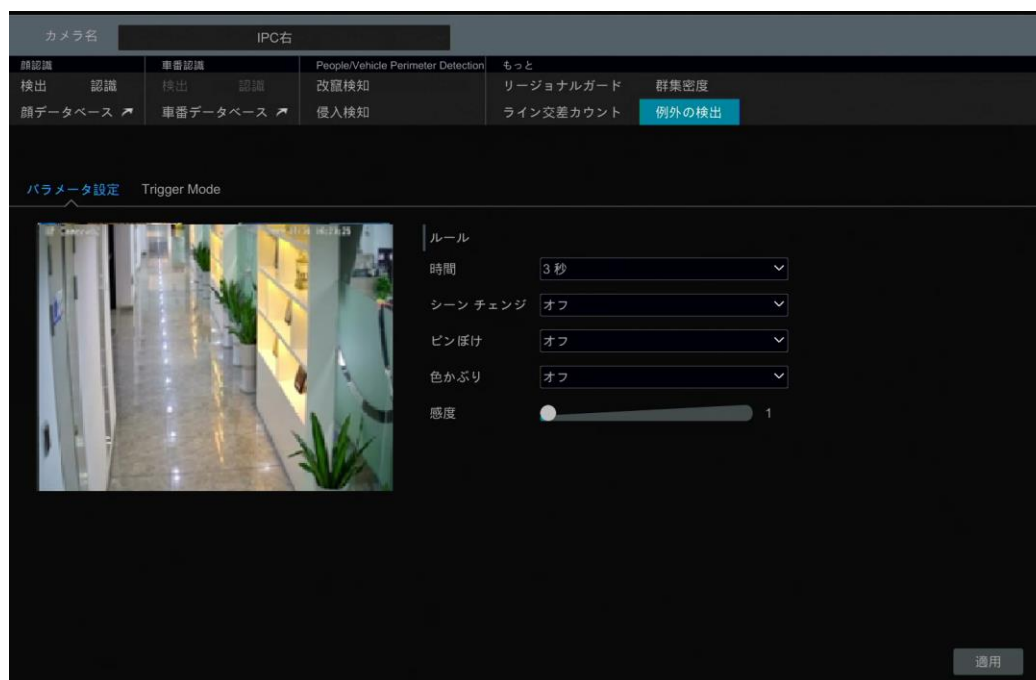 カメラ名 IPC右
顔認識 車番認識 People/Vehicle Perimeter Detection もっと
検出 認識 検出 認識 改竄検知 リージョナルガード 群集密度
顔データベース 車番データベース 侵入検知 ライン交差カウント 例外の検出
パラメータ設定 Trigger Mode
ルール
時間 3 秒
シーン チェンジ オフ
ピンぼけ オフ
色かぶり オフ
感度 1
適用